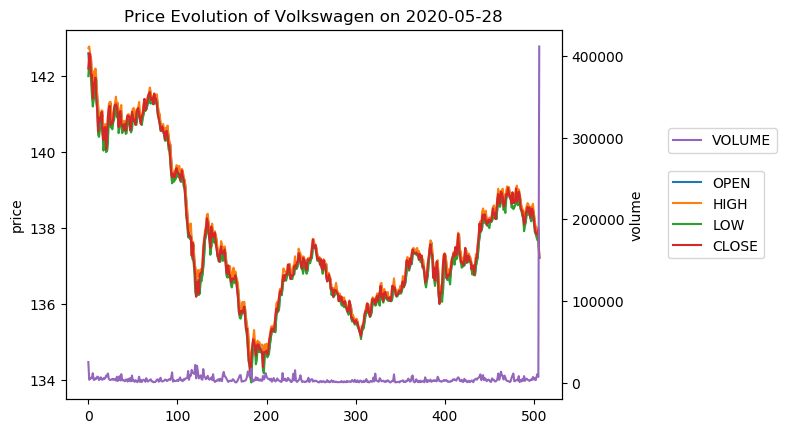 Price Evolution of Volkswagen on 2020-05-28
price
142
140
138
136
134
0
100
200
300
400
500
400000
300000
200000
100000
0
volume
VOLUME
OPEN
HIGH
LOW
CLOSE